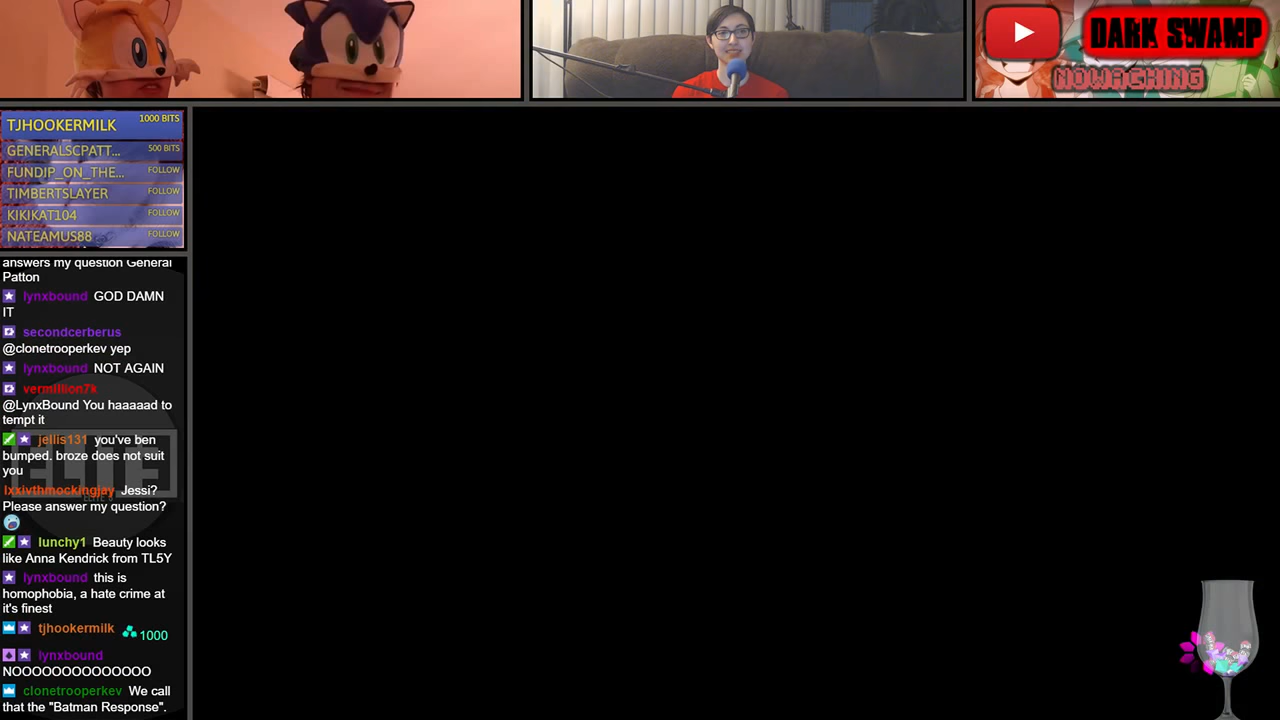 DARK SWAMP
NOWACHING
TJHOOKERMILK 1000 BITS
GENERALSCPATT... 500 BITS
FUNDIP_ON_THE... FOLLOW
TIMBERTSLAYER FOLLOW
KIKIKAT104 FOLLOW
NATEAMUS88 FOLLOW
answers my question General
Patton
lynxbound GOD DAMN
IT
secondcerberus
@clonetrooperkev yep
lynxbound NOT AGAIN
vermillion7k
@LynxBound You haaaaad to
tempt it
jellis131 you've ben
bumped. broze does not suit
you
lxxivthmockingjay Jessi?
Please answer my question?
lunchy1 Beauty looks
like Anna Kendrick from TL5Y
lynxbound this is
homophobia, a hate crime at
it's finest
tjhookermilk 1000
lynxbound
NOOOOOOOOOOOOOO
clonetrooperkev We call
that the "Batman Response".
ELITE